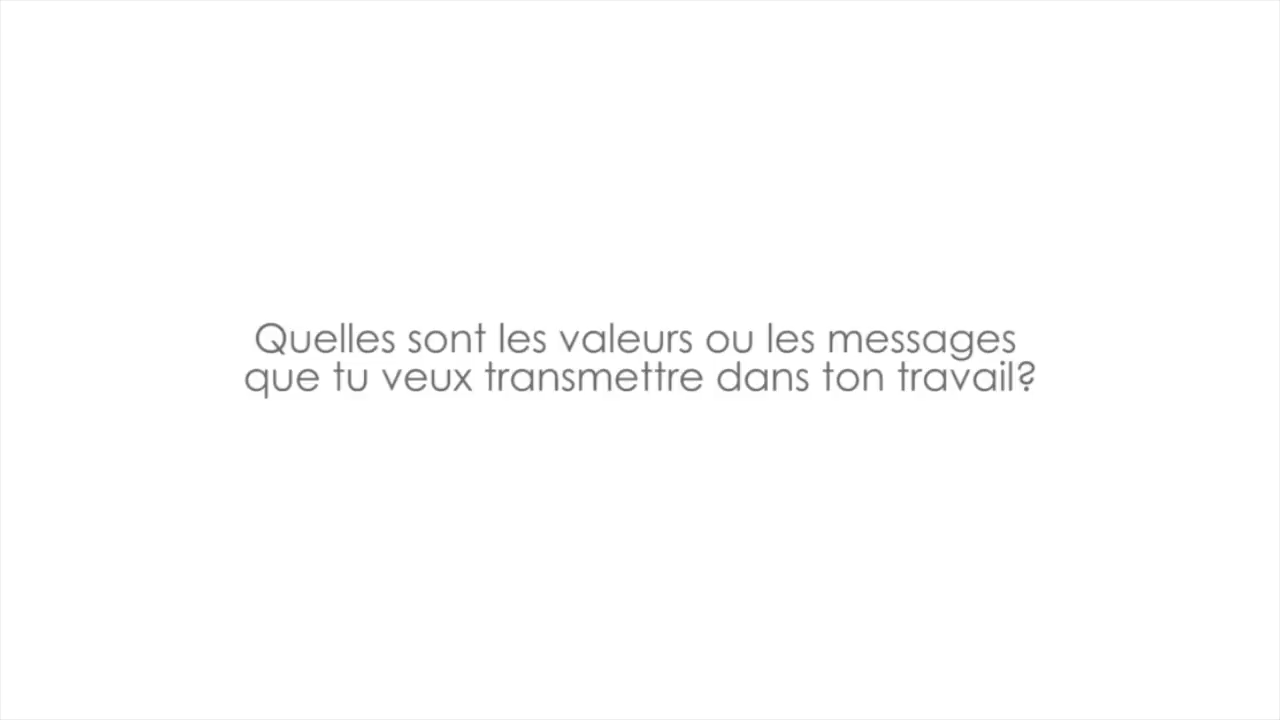 Quelles sont les valeurs ou les messages
que tu veux transmettre dans ton travail?